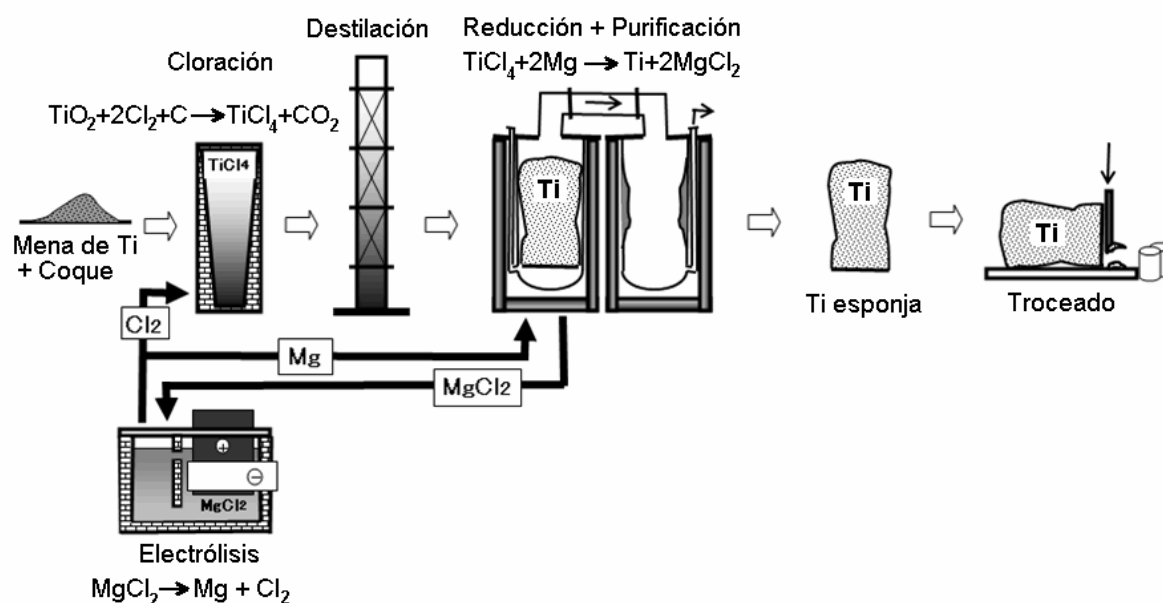 Destilación
Reducción + Purificación
TiCl₄+2Mg → Ti+2MgCl₂
Cloración
TiO₂+2Cl₂+C → TiCl₄+CO₂
TiCl₄
Ti
Ti
Ti
Mena de Ti
+ Coque
Ti esponja
Troceado
Cl₂
Mg
MgCl₂
+
−
MgCl₂
Electrólisis
MgCl₂ → Mg + Cl₂